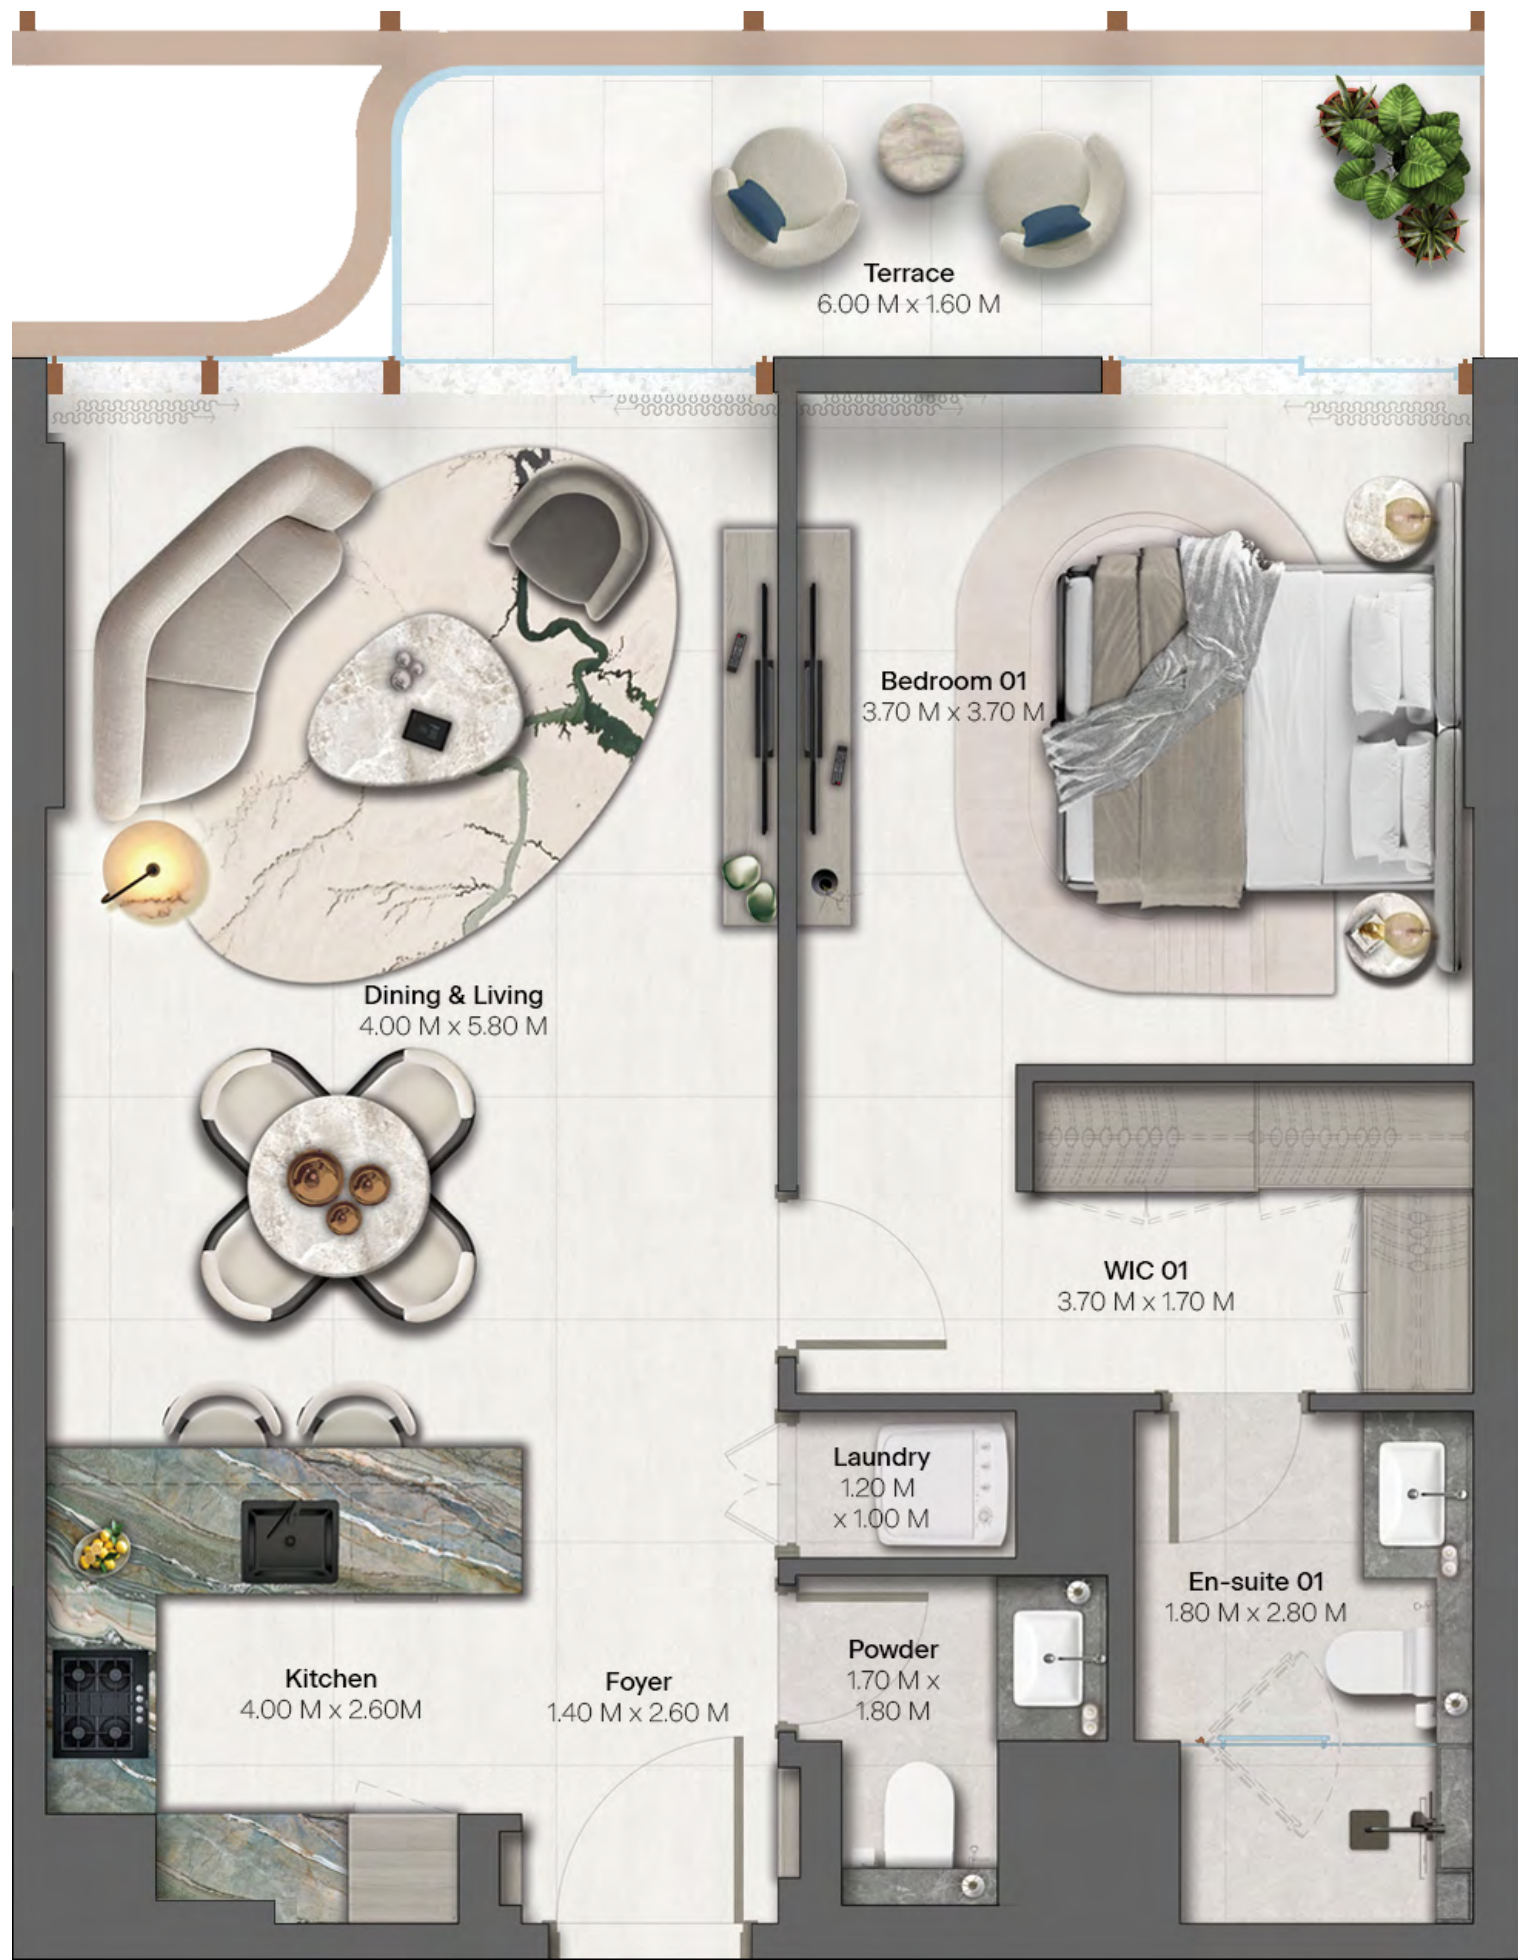 Terrace
6.00 M x 1.60 M
Bedroom 01
3.70 M x 3.70 M
Dining & Living
4.00 M x 5.80 M
WIC 01
3.70 M x 1.70 M
Laundry
1.20 M
x 1.00 M
En-suite 01
1.80 M x 2.80 M
Powder
1.70 M x
1.80 M
Kitchen
4.00 M x 2.60M
Foyer
1.40 M x 2.60 M